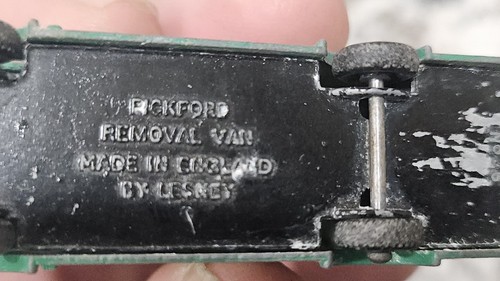 PICKFORD
REMOVAL VAN
MADE IN ENGLAND
BY LESNEY